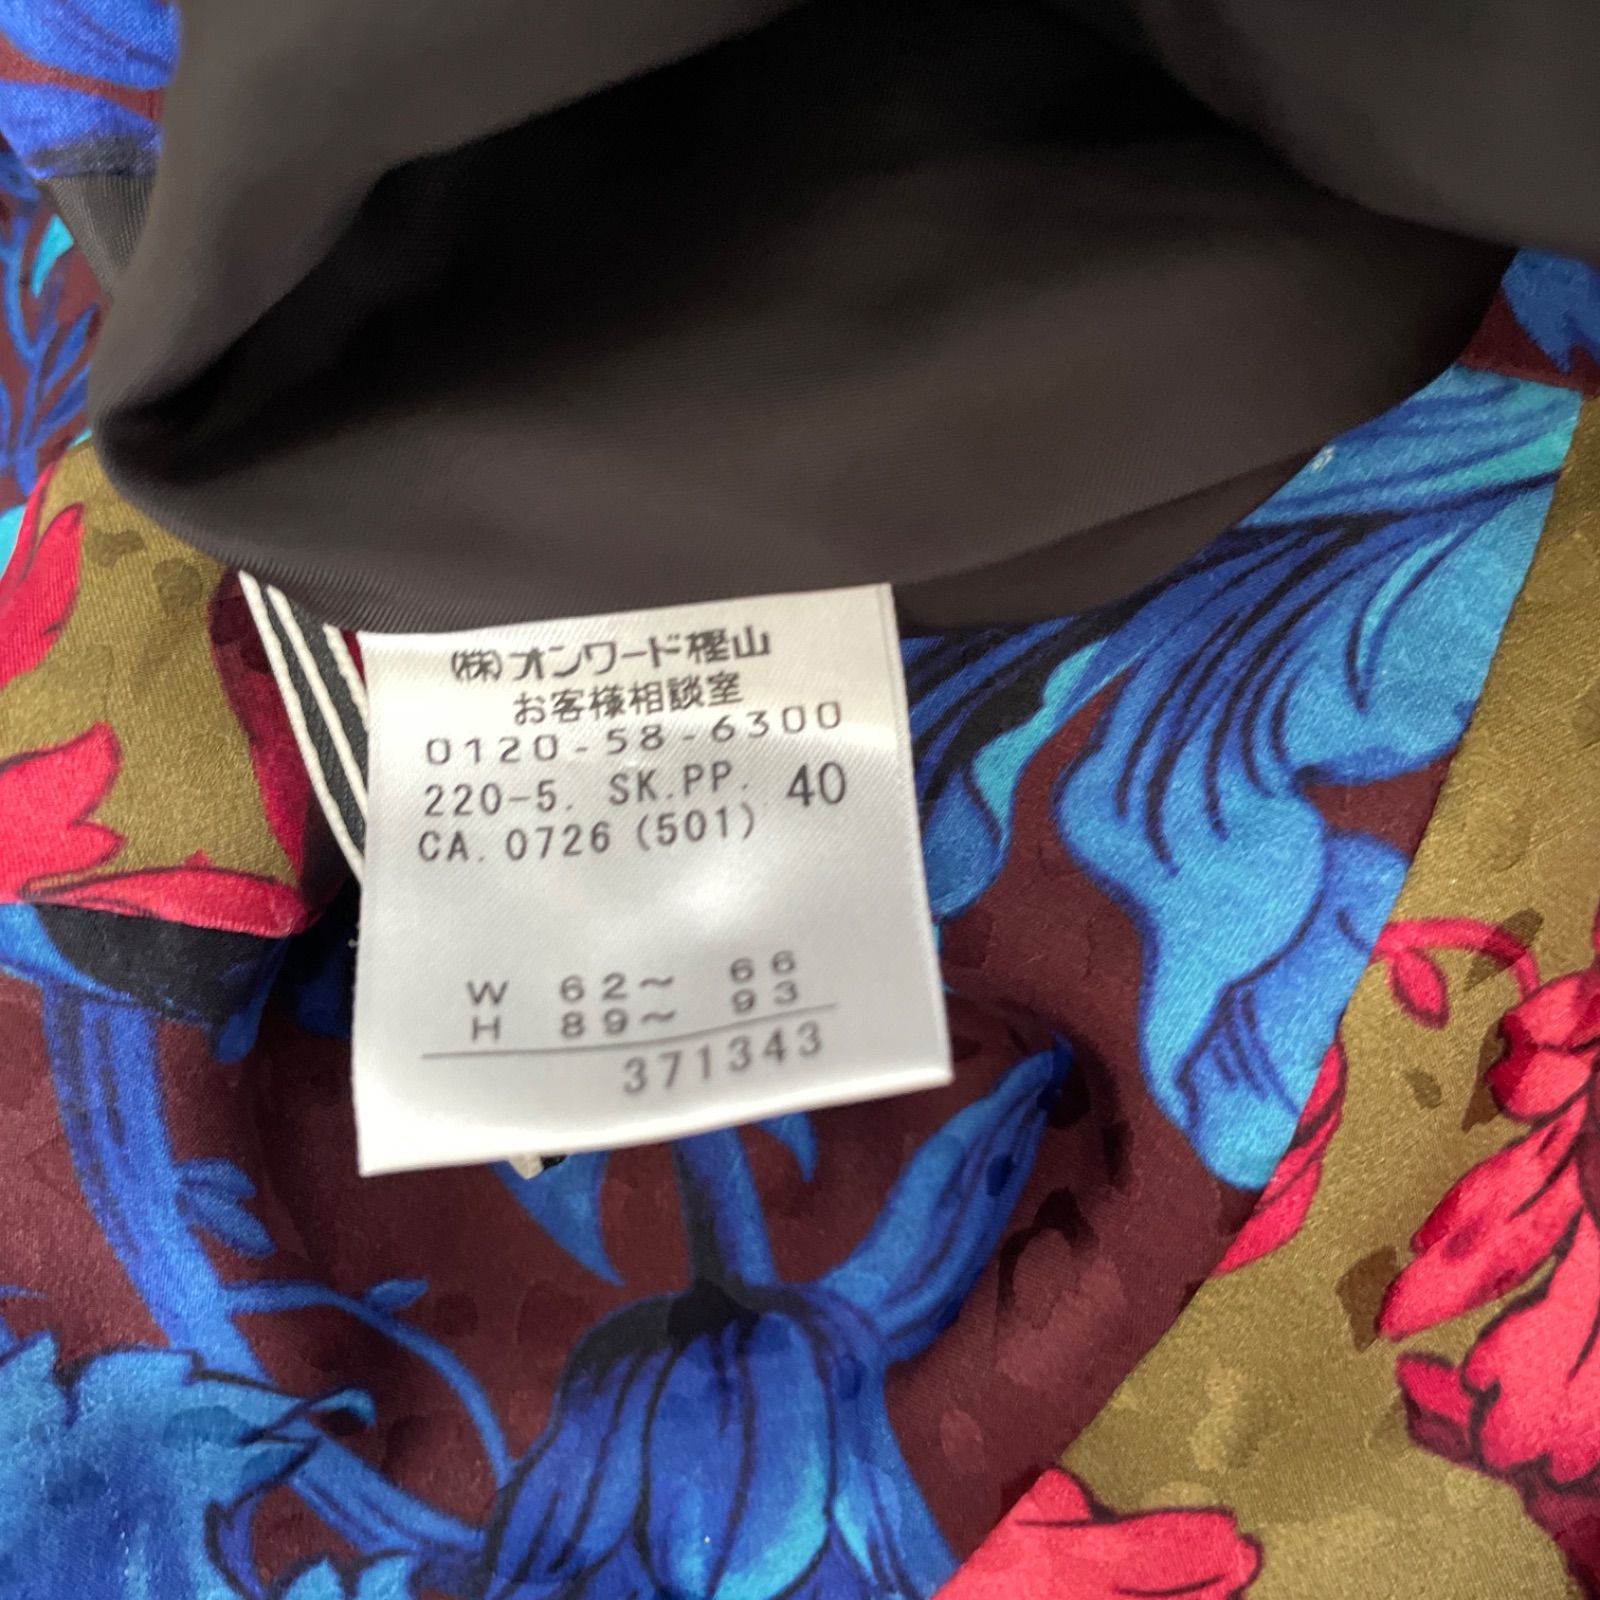 (株)オンワード樫山
お客様相談室
0120-58-6300
220-5. SK.PP. 40
CA. 0726 (501)
W 62~ 66
H 89~ 93
371343